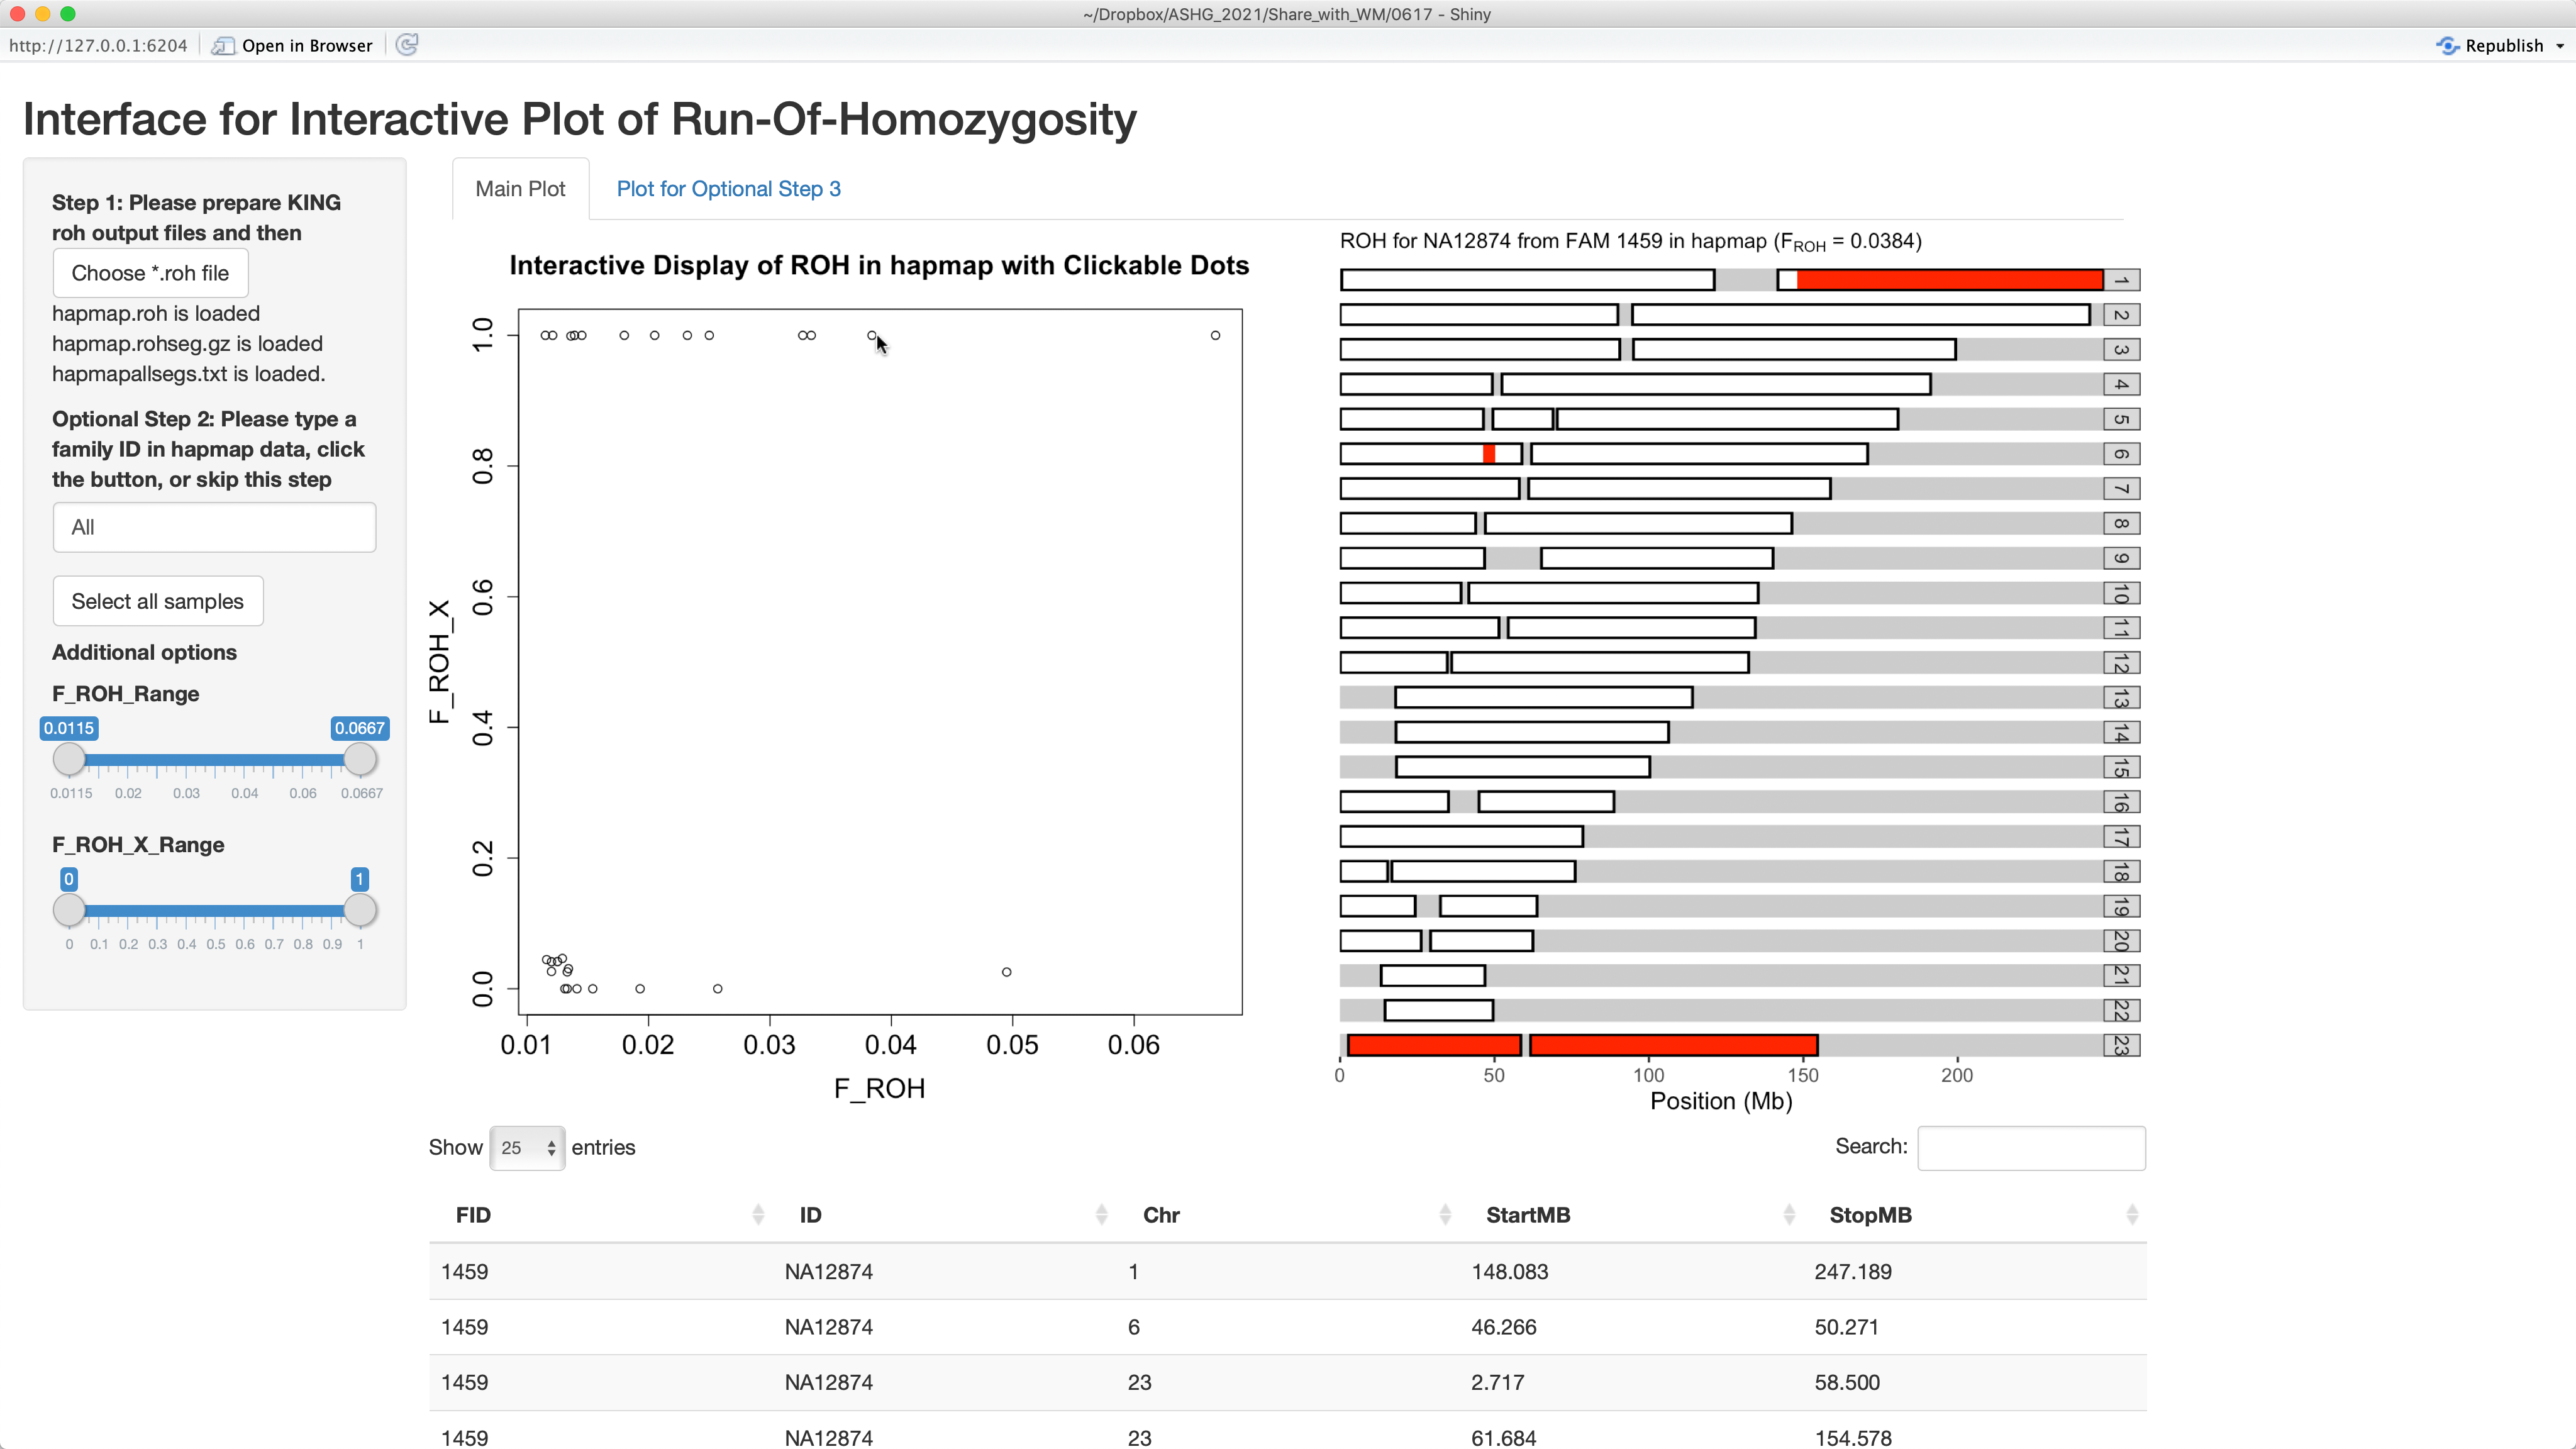 ~/Dropbox/ASHG_2021/Share_with_WM/0617 - Shiny
http://127.0.0.1:6204 Open in Browser Republish
Interface for Interactive Plot of Run-Of-Homozygosity
Step 1: Please prepare KING
roh output files and then
Choose *.roh file
hapmap.roh is loaded
hapmap.rohseg.gz is loaded
hapmapallsegs.txt is loaded.
Optional Step 2: Please type a
family ID in hapmap data, click
the button, or skip this step
All
Select all samples
Additional options
F_ROH_Range
0.0115 0.0667
0.0115 0.02 0.03 0.04 0.06 0.0667
F_ROH_X_Range
0 1
0 0.1 0.2 0.3 0.4 0.5 0.6 0.7 0.8 0.9 1
Main Plot Plot for Optional Step 3
Interactive Display of ROH in hapmap with Clickable Dots
F_ROH_X
1.0
0.8
0.6
0.4
0.2
0.0
0.01 0.02 0.03 0.04 0.05 0.06
F_ROH
ROH for NA12874 from FAM 1459 in hapmap (FROH = 0.0384)
1
2
3
4
5
6
7
8
9
10
11
12
13
14
15
16
17
18
19
20
21
22
23
0 50 100 150 200
Position (Mb)
Show 25 entries Search:
FID ID Chr StartMB StopMB
1459 NA12874 1 148.083 247.189
1459 NA12874 6 46.266 50.271
1459 NA12874 23 2.717 58.500
1459 NA12874 23 61.684 154.578